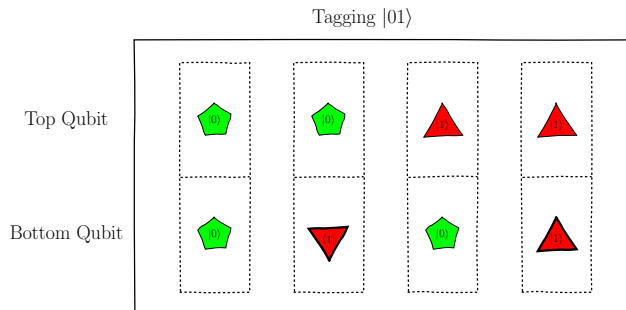 Tagging |01⟩
Top Qubit |0⟩ |0⟩ |1⟩ |1⟩
Bottom Qubit |0⟩ |1⟩ |0⟩ |1⟩